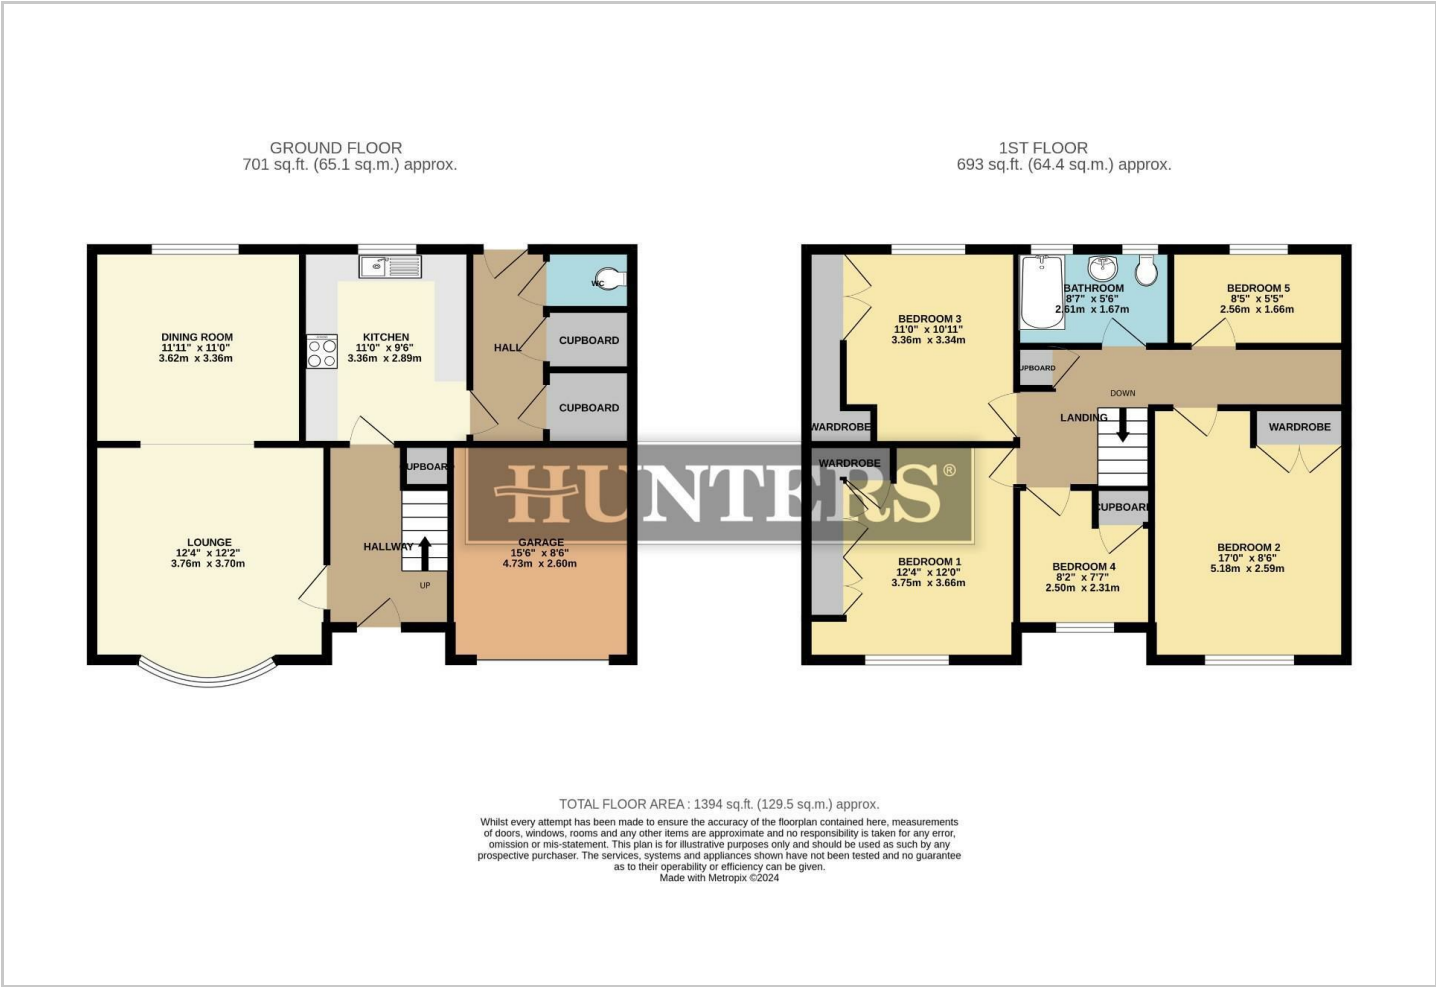 GROUND FLOOR
701 sq.ft. (65.1 sq.m.) approx.
DINING ROOM
11'11" x 11'0"
3.62m x 3.36m
KITCHEN
11'0" x 9'6"
3.36m x 2.89m
HALL
WC
CUPBOARD
CUPBOARD
LOUNGE
12'4" x 12'2"
3.76m x 3.70m
HALLWAY
UPBOAR
UP
GARAGE
15'6" x 8'6"
4.73m x 2.60m
HUNTERS®
1ST FLOOR
693 sq.ft. (64.4 sq.m.) approx.
BEDROOM 3
11'0" x 10'11"
3.36m x 3.34m
WARDROBE
BATHROOM
8'7" x 5'6"
2.61m x 1.67m
BEDROOM 5
8'5" x 5'5"
2.56m x 1.66m
UPBOARD
DOWN
LANDING
WARDROBE
WARDROBE
BEDROOM 1
12'4" x 12'0"
3.75m x 3.66m
CUPBOARD
BEDROOM 4
8'2" x 7'7"
2.50m x 2.31m
BEDROOM 2
17'0" x 8'6"
5.18m x 2.59m
TOTAL FLOOR AREA : 1394 sq.ft. (129.5 sq.m.) approx.
Whilst every attempt has been made to ensure the accuracy of the floorplan contained here, measurements
of doors, windows, rooms and any other items are approximate and no responsibility is taken for any error,
omission or mis-statement. This plan is for illustrative purposes only and should be used as such by any
prospective purchaser. The services, systems and appliances shown have not been tested and no guarantee
as to their operability or efficiency can be given.
Made with Metropix ©2024